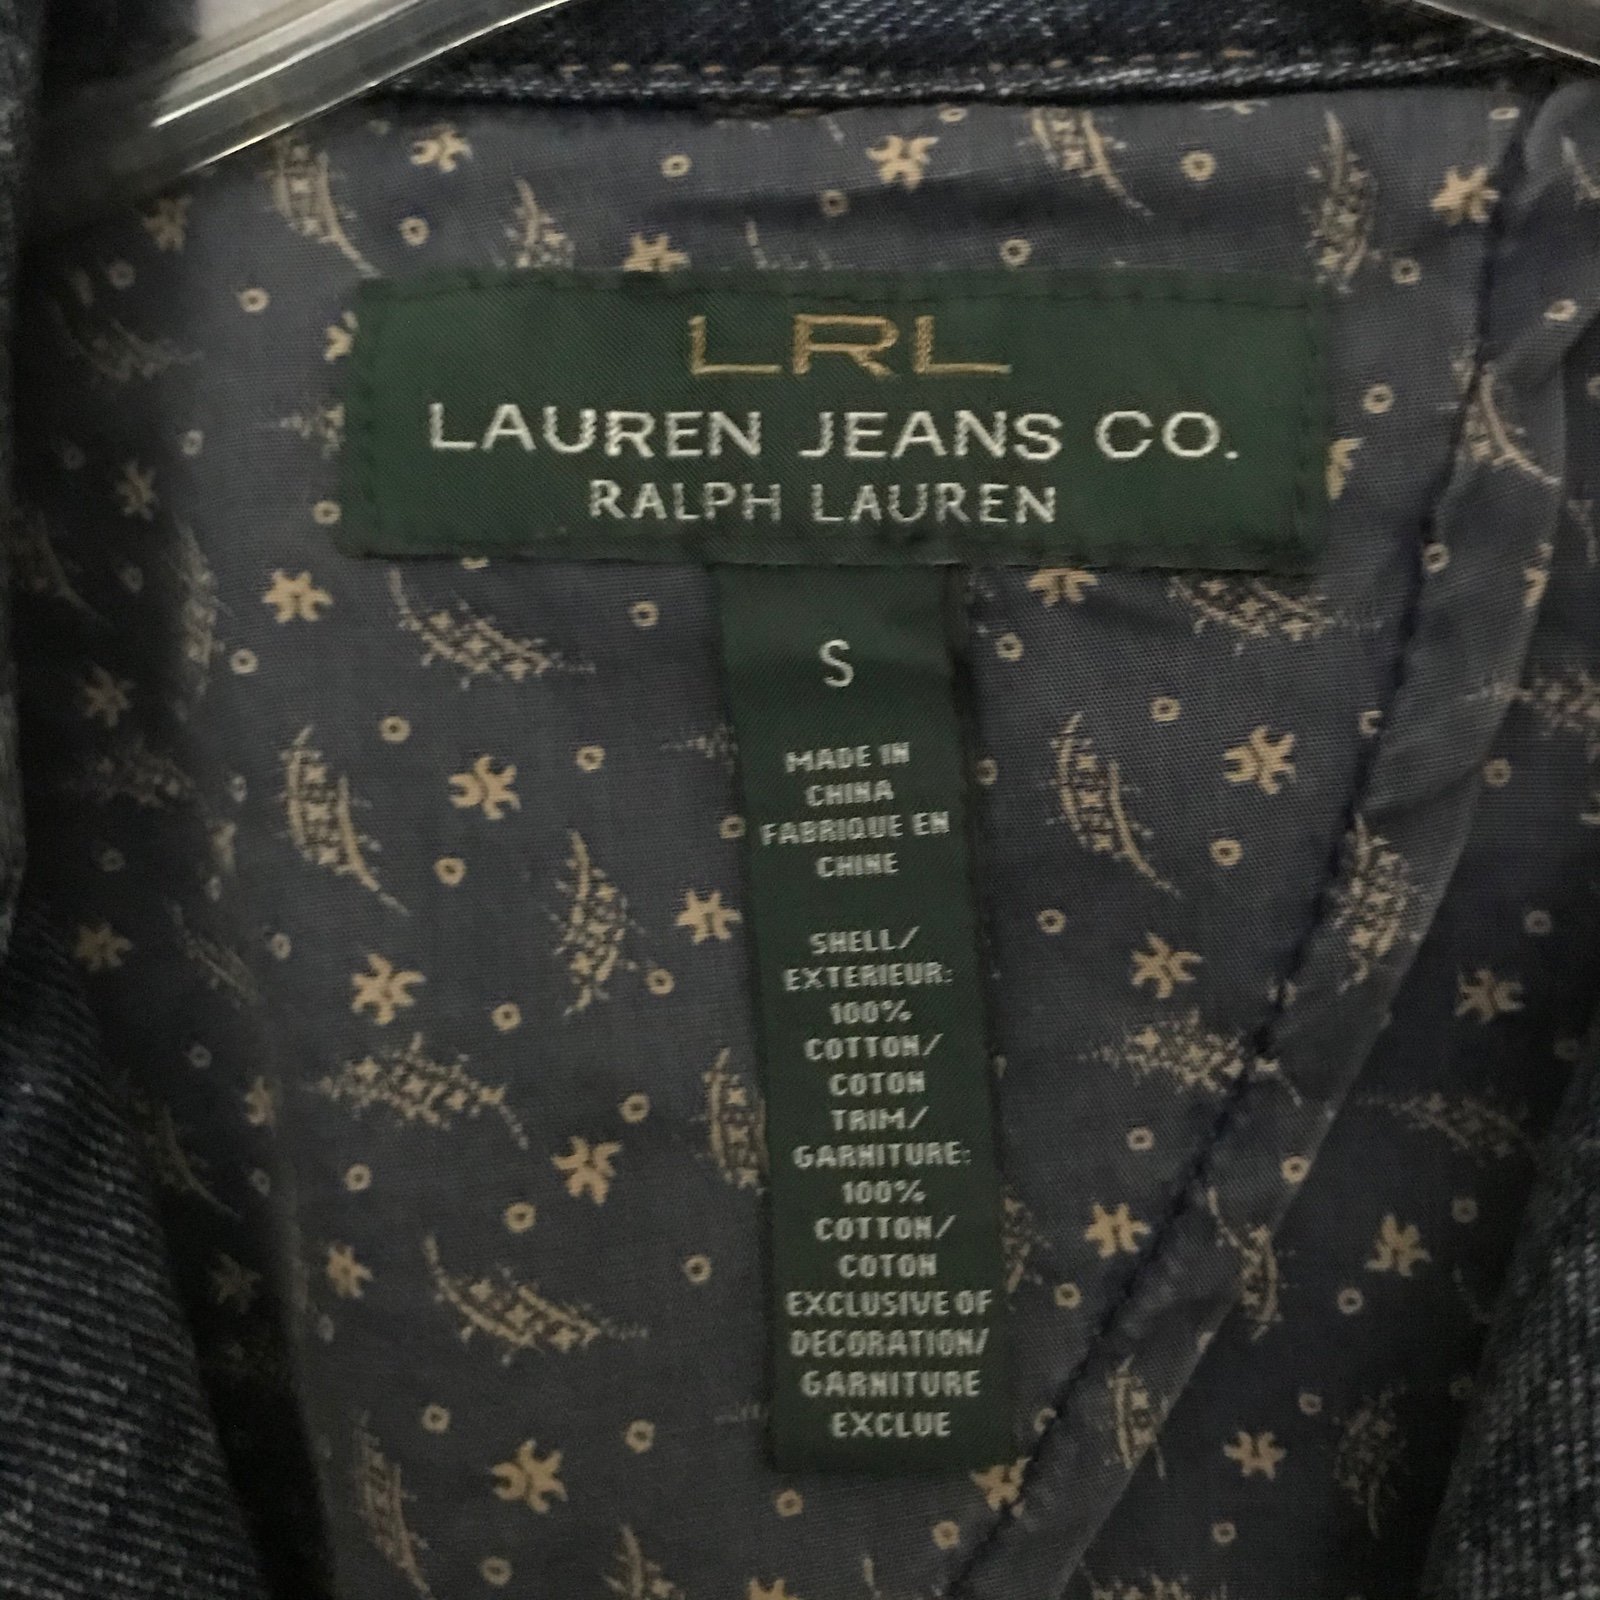 LRL
LAUREN JEANS CO.
RALPH LAUREN
S
MADE IN
CHINA
FABRIQUE EN
CHINE
SHELL/
EXTERIEUR:
100%
COTTON/
COTON
TRIM/
GARNITURE:
100%
COTTON/
COTON
EXCLUSIVE OF
DECORATION/
GARNITURE
EXCLUE